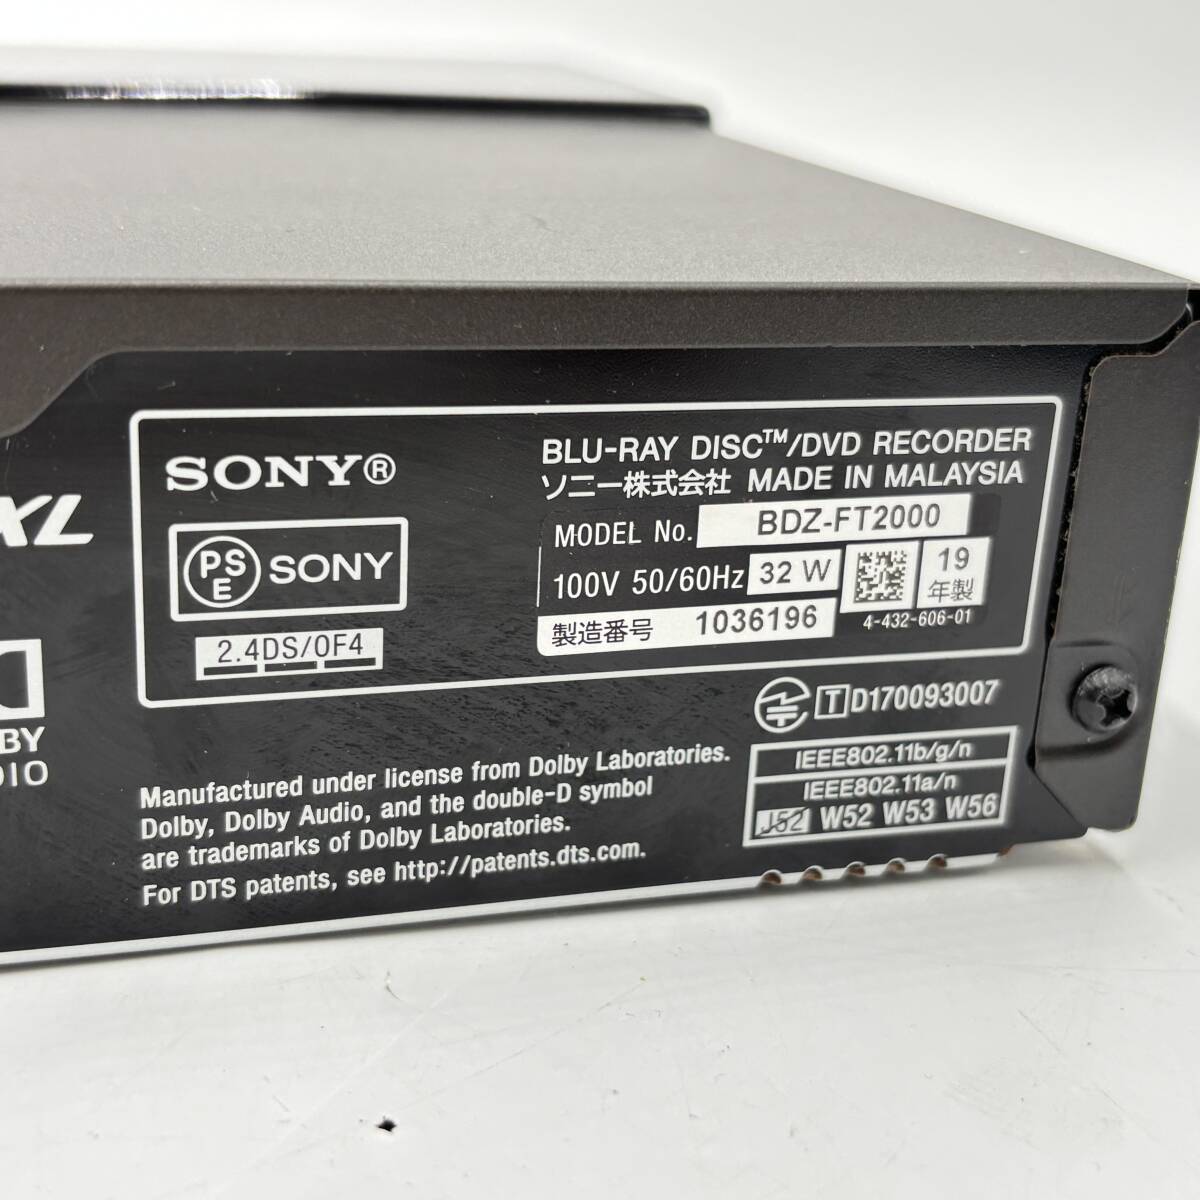 XL
BY
DIO
SONY®
PSE SONY
2.4DS/OF4
BLU-RAY DISC™/DVD RECORDER
ソニー株式会社 MADE IN MALAYSIA
MODEL No. BDZ-FT2000
100V 50/60Hz 32 W
19
年製
製造番号 1036196
4-432-606-01
T D170093007
IEEE802.11b/g/n
IEEE802.11a/n
J52 W52 W53 W56
Manufactured under license from Dolby Laboratories.
Dolby, Dolby Audio, and the double-D symbol
are trademarks of Dolby Laboratories.
For DTS patents, see http://patents.dts.com.